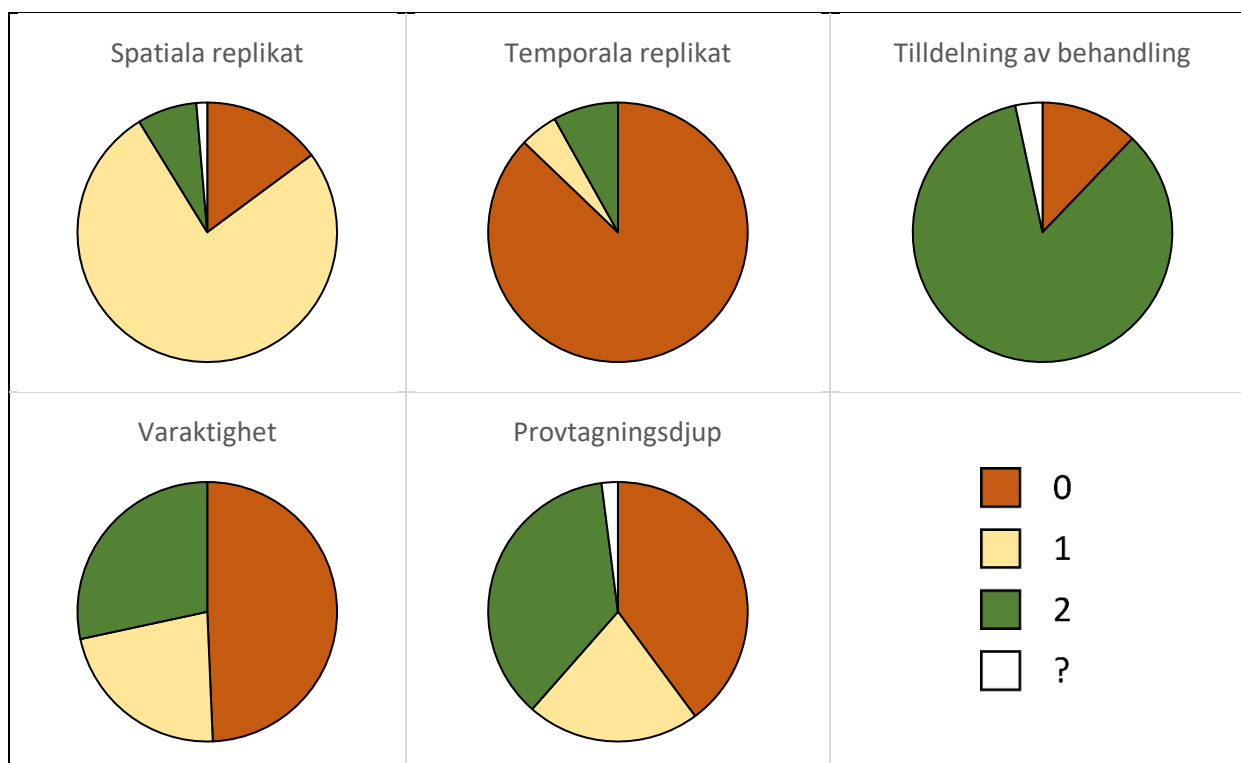 Spatiala replikat
Temporala replikat
Tilldelning av behandling
Varaktighet
Provtagningsdjup
0
1
2
?